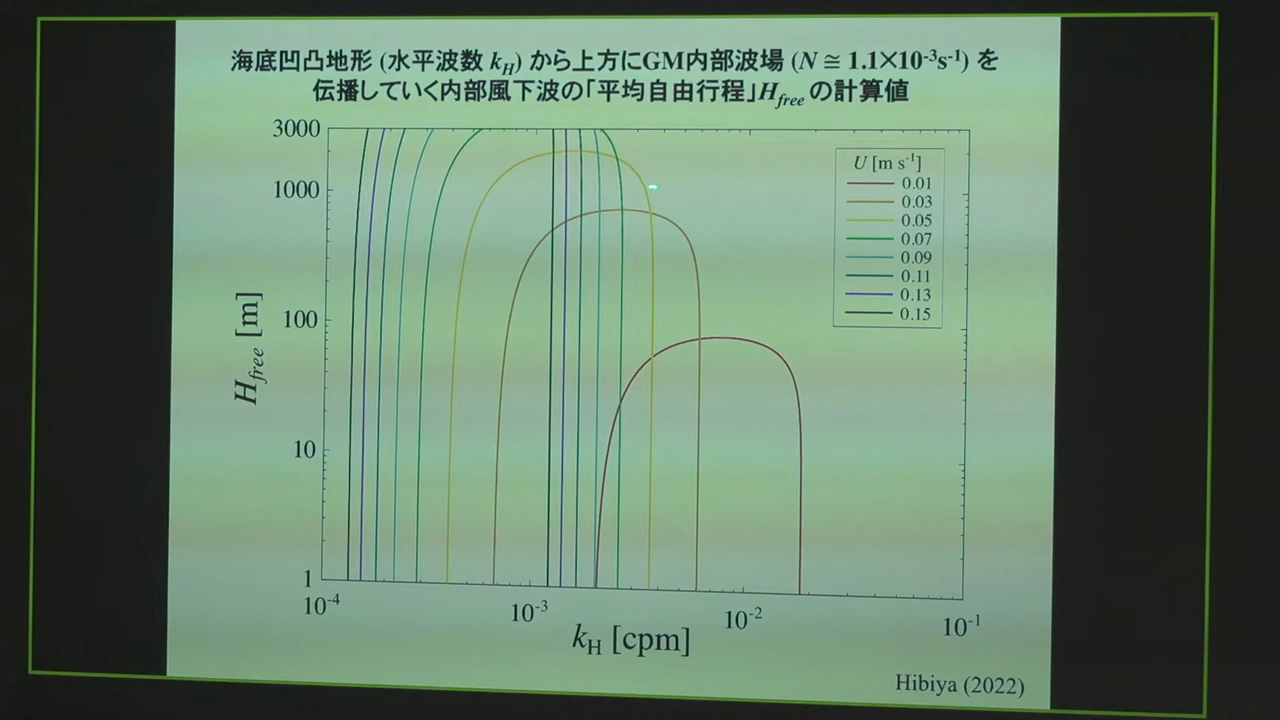 海底凹凸地形 (水平波数 kH) から上方にGM内部波場 (N ≅ 1.1×10-3s-1) を
伝播していく内部風下波の「平均自由行程」Hfree の計算値
3000
1000
100
10
1
Hfree [m]
10-4
10-3
10-2
10-1
kH [cpm]
U [m s-1]
0.01
0.03
0.05
0.07
0.09
0.11
0.13
0.15
Hibiya (2022)